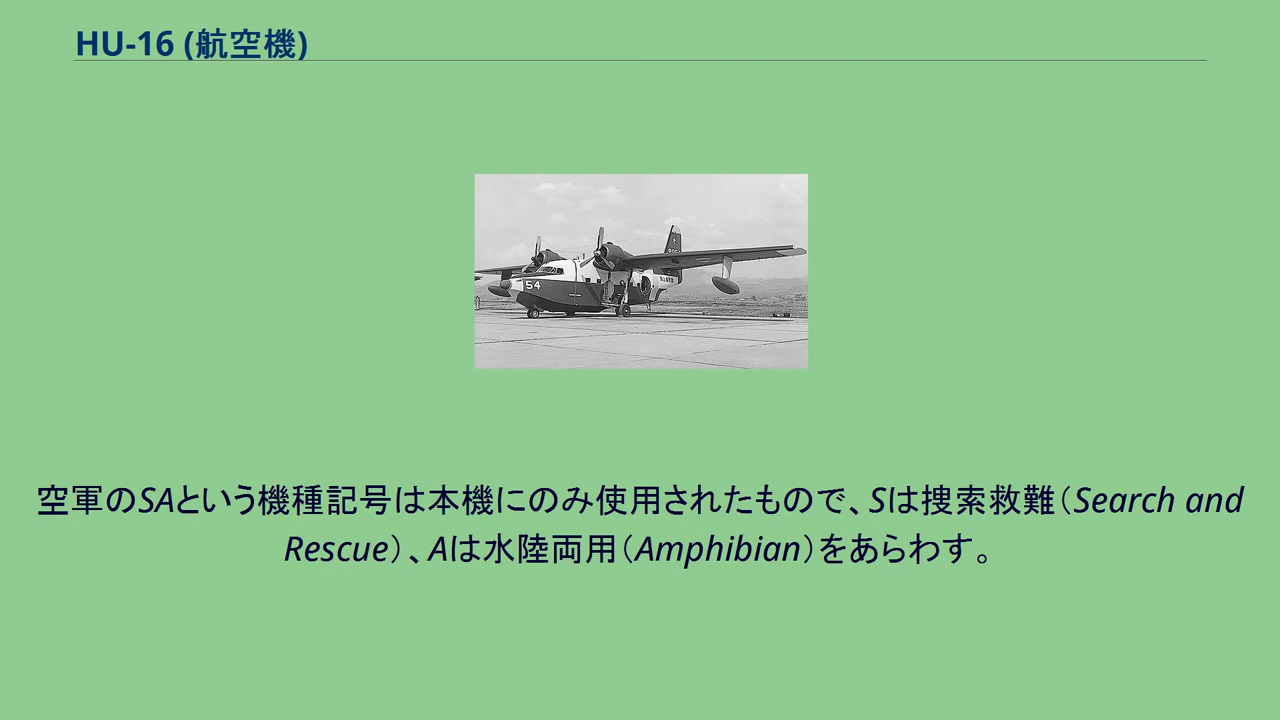 HU-16 (航空機)
54
空軍のSAという機種記号は本機にのみ使用されたもので、Sは捜索救難（Search and
Rescue）、Aは水陸両用（Amphibian）をあらわす。